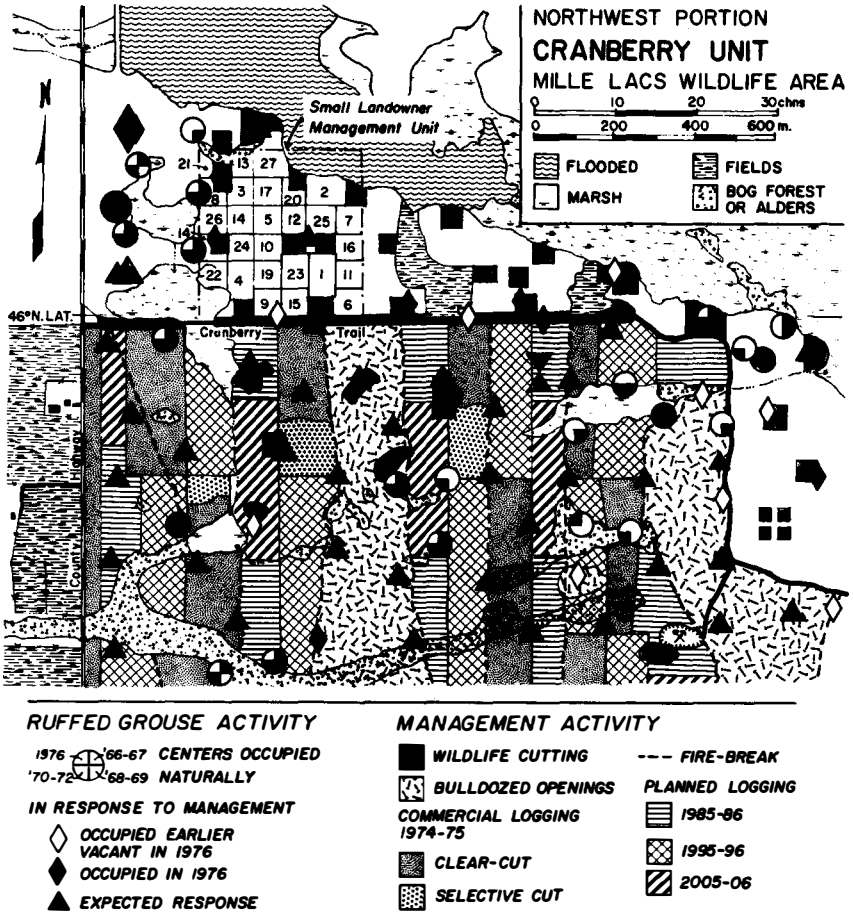 NORTHWEST PORTION
CRANBERRY UNIT
MILLE LACS WILDLIFE AREA
0 10 20 30 chns
0 200 400 600 m.
FLOODED
FIELDS
MARSH
BOG FOREST
OR ALDERS
N
Small Landowner
Management Unit
21 13 27
8 3 17 20 2
26 14 5 12 25 7
14
24 10 16
22 4 19 23 1 11
9 15 6
46° N. LAT.
Cranberry Trail
Highway
RUFFED GROUSE ACTIVITY
1976 '66-67 CENTERS OCCUPIED
'70-72 '68-69 NATURALLY
IN RESPONSE TO MANAGEMENT
OCCUPIED EARLIER
VACANT IN 1976
OCCUPIED IN 1976
EXPECTED RESPONSE
MANAGEMENT ACTIVITY
WILDLIFE CUTTING
BULLDOZED OPENINGS
COMMERCIAL LOGGING
1974-75
CLEAR-CUT
SELECTIVE CUT
FIRE-BREAK
PLANNED LOGGING
1985-86
1995-96
2005-06